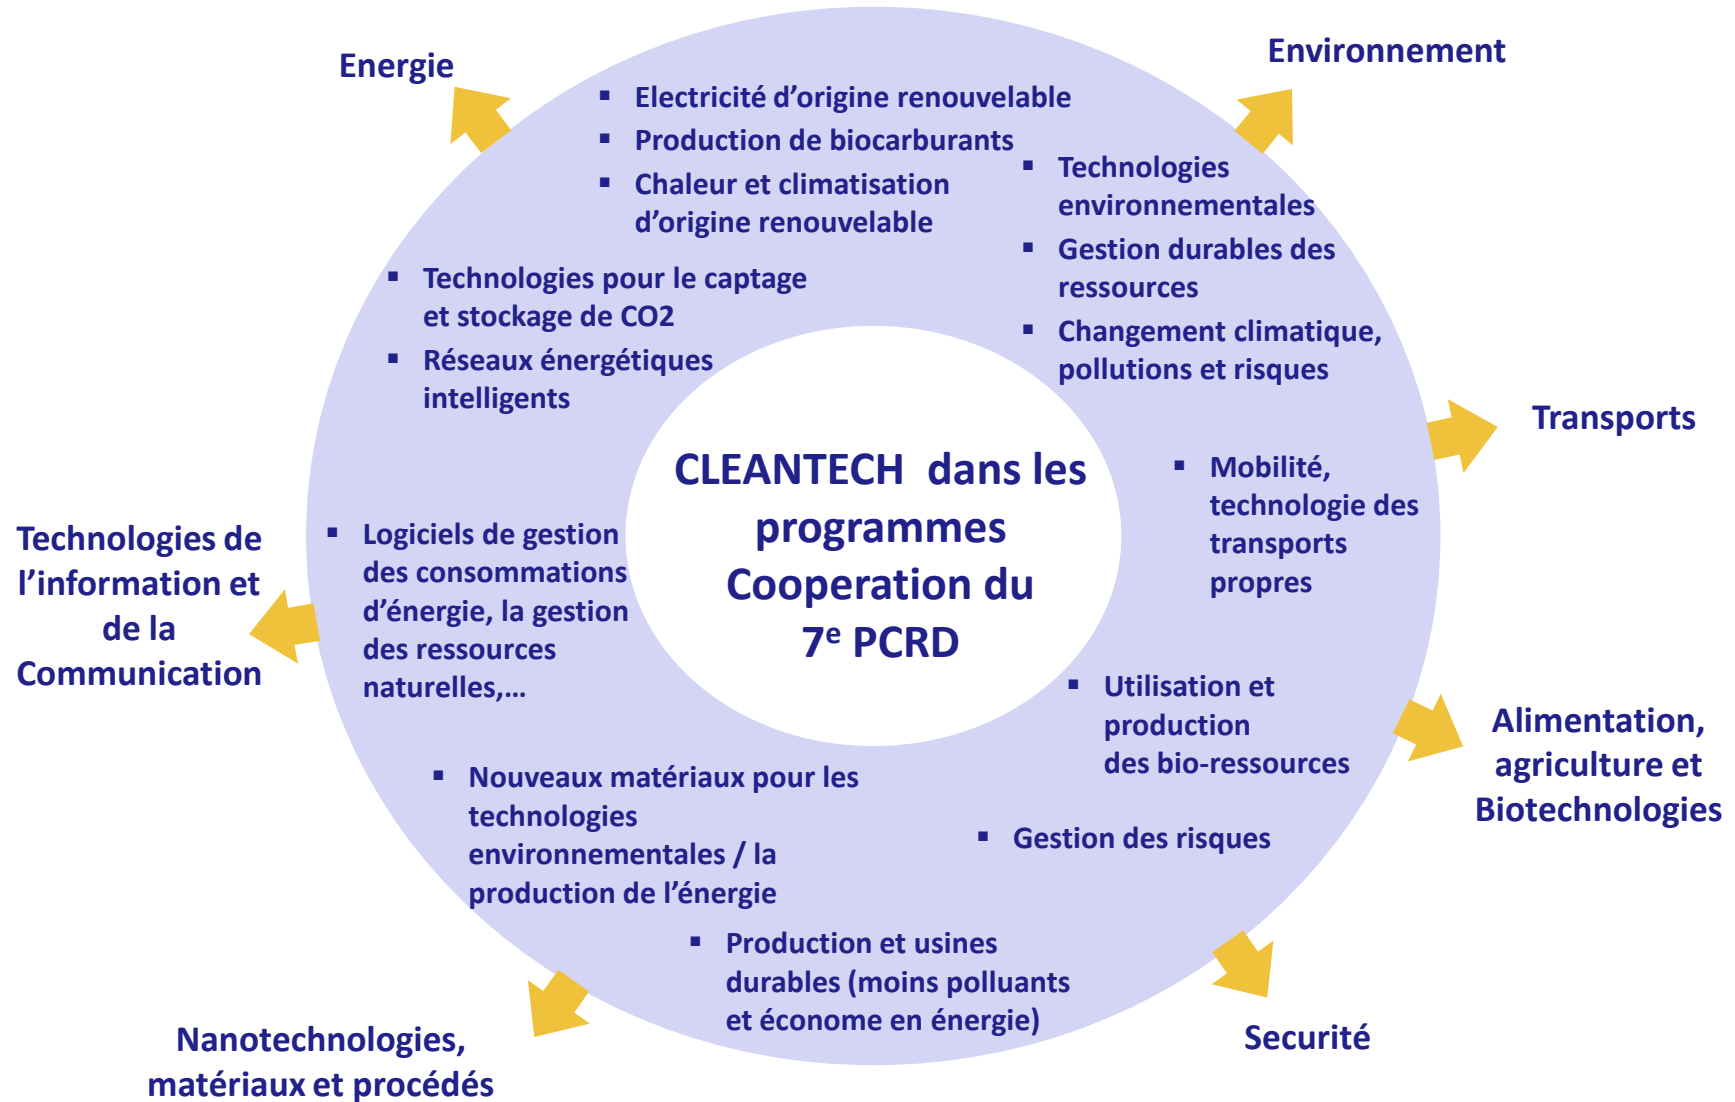 Energie
Environnement
▪ Electricité d’origine renouvelable
▪ Production de biocarburants
▪ Chaleur et climatisation
d’origine renouvelable
▪ Technologies
environnementales
▪ Gestion durables des
ressources
▪ Changement climatique,
pollutions et risques
▪ Technologies pour le captage
et stockage de CO2
▪ Réseaux énergétiques
intelligents
Transports
▪ Mobilité,
technologie des
transports
propres
CLEANTECH dans les
programmes
Cooperation du
7e PCRD
Technologies de
l’information et
de la
Communication
▪ Logiciels de gestion
des consommations
d’énergie, la gestion
des ressources
naturelles,…
▪ Utilisation et
production
des bio-ressources
Alimentation,
agriculture et
Biotechnologies
▪ Nouveaux matériaux pour les
technologies
environnementales / la
production de l’énergie
▪ Gestion des risques
▪ Production et usines
durables (moins polluants
et économe en énergie)
Securité
Nanotechnologies,
matériaux et procédés